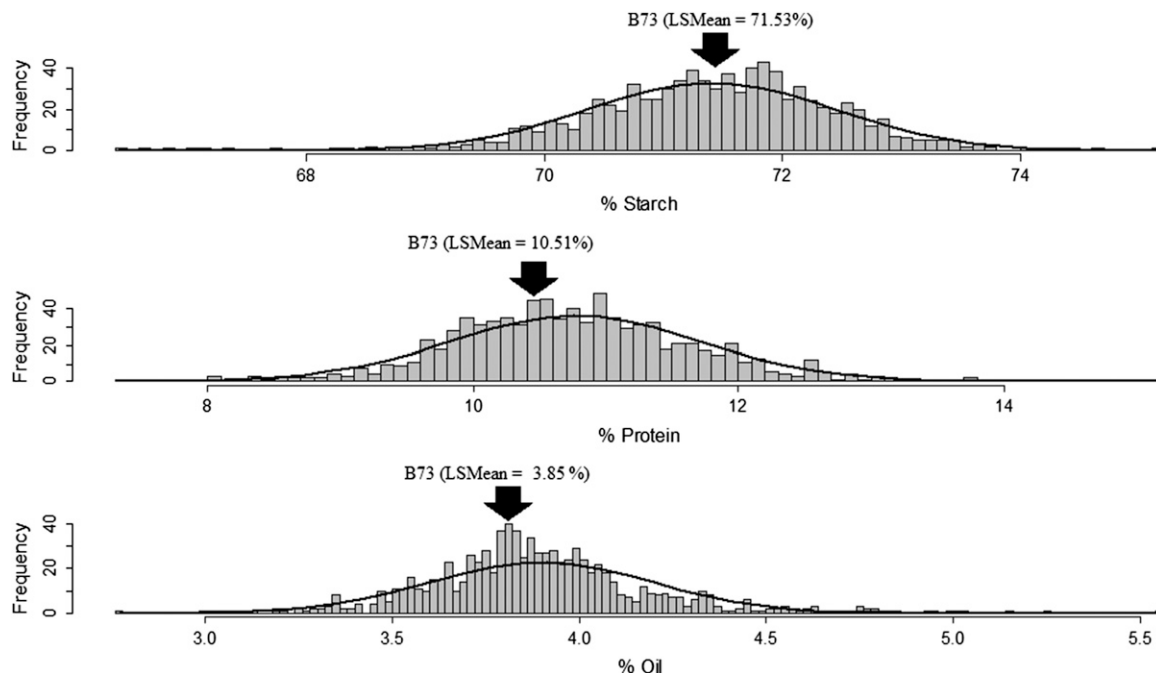 B73 (LSMean = 71.53%)
Frequency
0
20
40
68
70
72
74
% Starch
B73 (LSMean = 10.51%)
Frequency
0
20
40
8
10
12
14
% Protein
B73 (LSMean = 3.85 %)
Frequency
0
20
40
3.0
3.5
4.0
4.5
5.0
5.5
% Oil